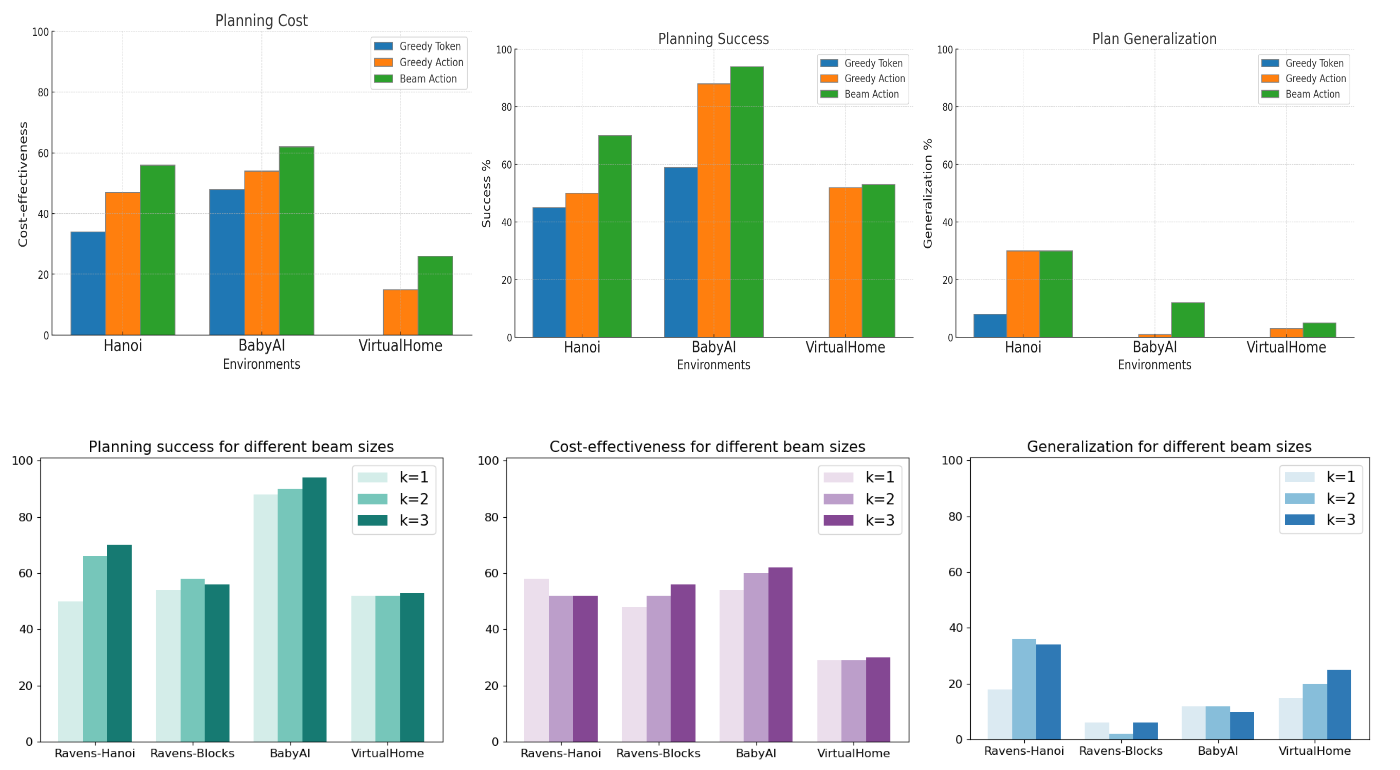 Planning Cost
100
80
60
40
20
0
Cost-effectiveness
Greedy Token
Greedy Action
Beam Action
Hanoi BabyAI VirtualHome
Environments
Planning Success
100
80
60
40
20
0
Success %
Greedy Token
Greedy Action
Beam Action
Hanoi BabyAI VirtualHome
Environments
Plan Generalization
100
80
60
40
20
0
Generalization %
Greedy Token
Greedy Action
Beam Action
Hanoi BabyAI VirtualHome
Environments
Planning success for different beam sizes
100
80
60
40
20
0
k=1
k=2
k=3
Ravens-Hanoi Ravens-Blocks BabyAI VirtualHome
Cost-effectiveness for different beam sizes
100
80
60
40
20
0
k=1
k=2
k=3
Ravens-Hanoi Ravens-Blocks BabyAI VirtualHome
Generalization for different beam sizes
100
80
60
40
20
0
k=1
k=2
k=3
Ravens-Hanoi Ravens-Blocks BabyAI VirtualHome